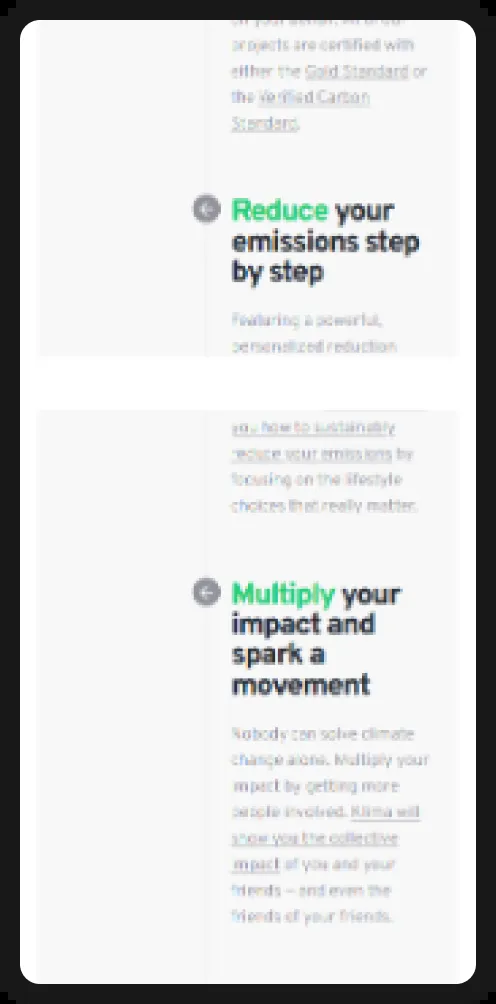 projects are certified with
either the Gold Standard or
the Verified Carbon
Standard.
Reduce your
emissions step
by step
Featuring a powerful,
personalized reduction
you how to sustainably
reduce your emissions by
focusing on the lifestyle
choices that really matter.
Multiply your
impact and
spark a
movement
Nobody can solve climate
change alone. Multiply your
impact by getting more
people involved. Klima will
show you the collective
impact of you and your
friends – and even the
friends of your friends.